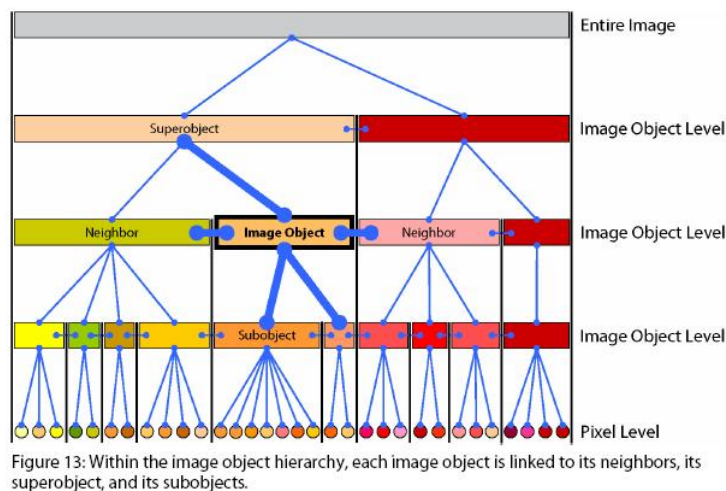 Entire Image
Superobject
Image Object Level
Neighbor
Image Object
Neighbor
Image Object Level
Subobject
Image Object Level
Pixel Level
Figure 13: Within the image object hierarchy, each image object is linked to its neighbors, its
superobject, and its subobjects.